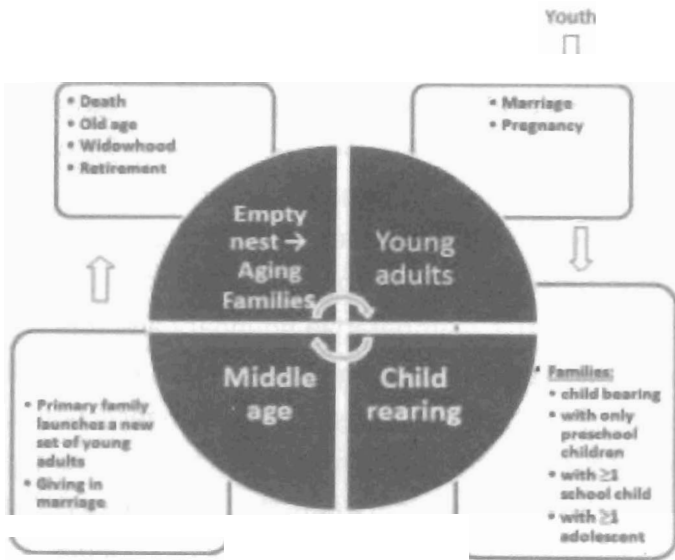 Youth
• Death
• Old age
• Widowhood
• Retirement
• Marriage
• Pregnancy
Empty
nest →
Aging
Families
Young
adults
Middle
age
Child
rearing
• Primary family
launches a new
set of young
adults
• Giving in
marriage
• Families:
• child bearing
• with only
preschool
children
• with ≥1
school child
• with ≥1
adolescent